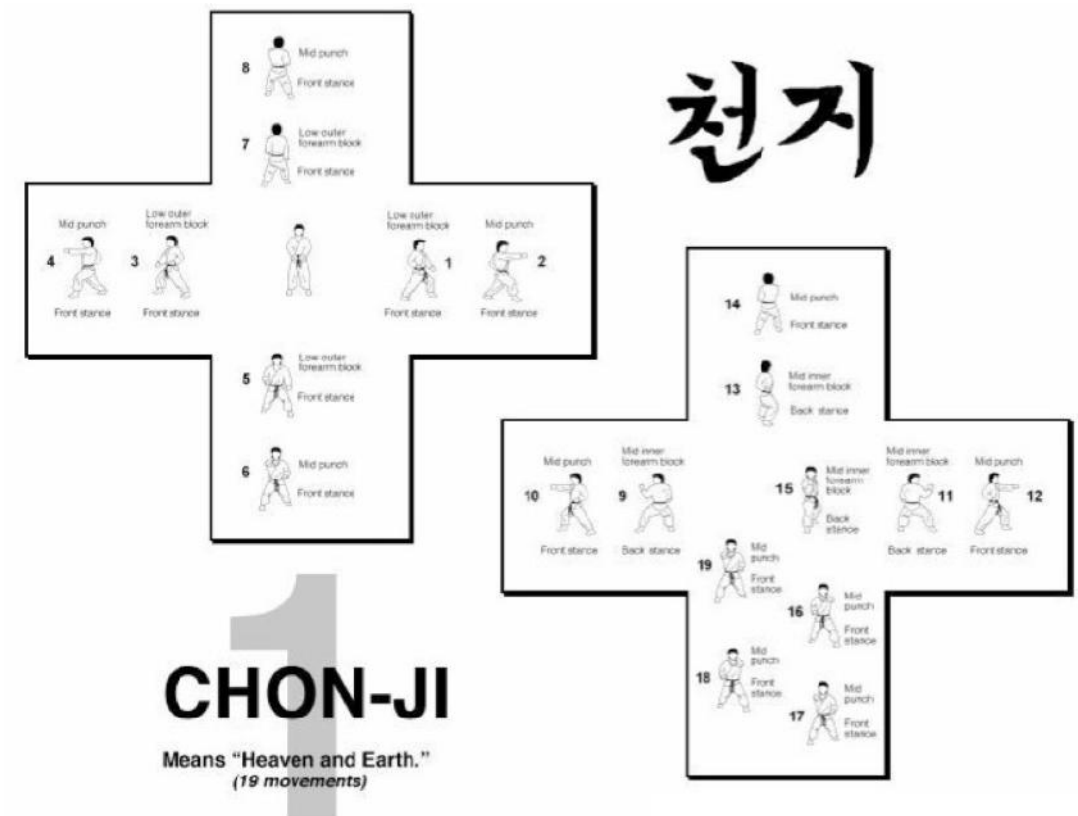 8
Mid punch
Front stance
7
Low outer
forearm block
Front stance
Mid punch
4
Front stance
Low outer
forearm block
3
Front stance
Low outer
forearm block
1
Front stance
Mid punch
2
Front stance
5
Low outer
forearm block
Front stance
6
Mid punch
Front stance
천지
14
Mid punch
Front stance
13
Mid inner
forearm block
Back stance
Mid punch
10
Front stance
Mid inner
forearm block
9
Back stance
15
Mid inner
forearm
block
Back
stance
Mid inner
forearm block
11
Back stance
Mid punch
12
Front stance
19
Mid
punch
Front
stance
16
Mid
punch
Front
stance
18
Mid
punch
Front
stance
17
Mid
punch
Front
stance
1
CHON-JI
Means “Heaven and Earth.”
(19 movements)